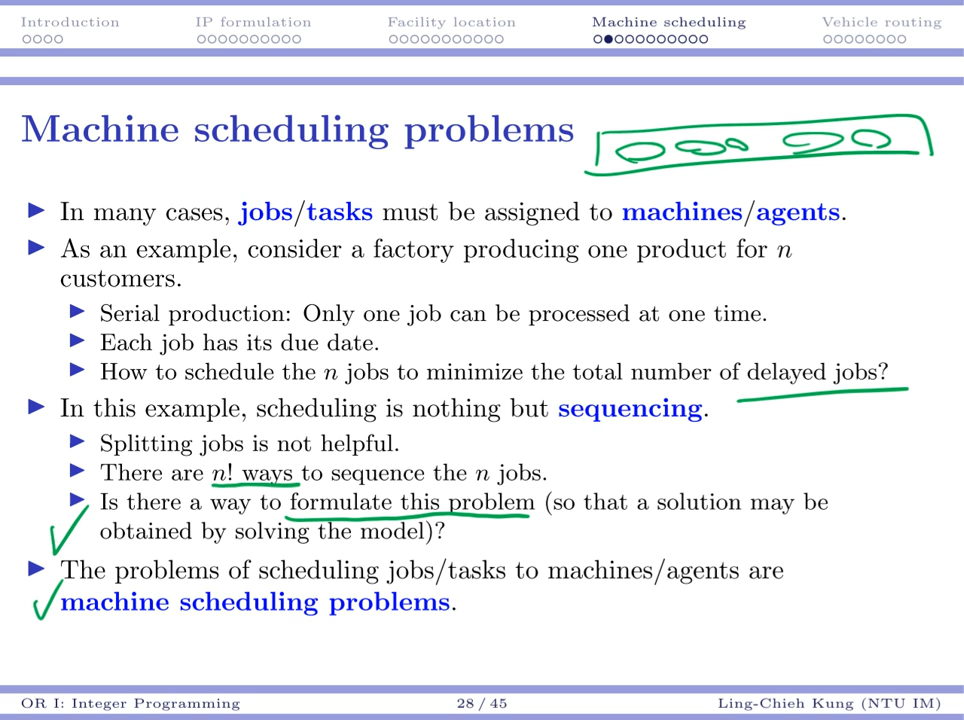 Introduction IP formulation Facility location Machine scheduling Vehicle routing
Machine scheduling problems
In many cases, jobs/tasks must be assigned to machines/agents.
As an example, consider a factory producing one product for n
customers.
Serial production: Only one job can be processed at one time.
Each job has its due date.
How to schedule the n jobs to minimize the total number of delayed jobs?
In this example, scheduling is nothing but sequencing.
Splitting jobs is not helpful.
There are n! ways to sequence the n jobs.
Is there a way to formulate this problem (so that a solution may be
obtained by solving the model)?
The problems of scheduling jobs/tasks to machines/agents are
machine scheduling problems.
OR I: Integer Programming 28 / 45 Ling-Chieh Kung (NTU IM)